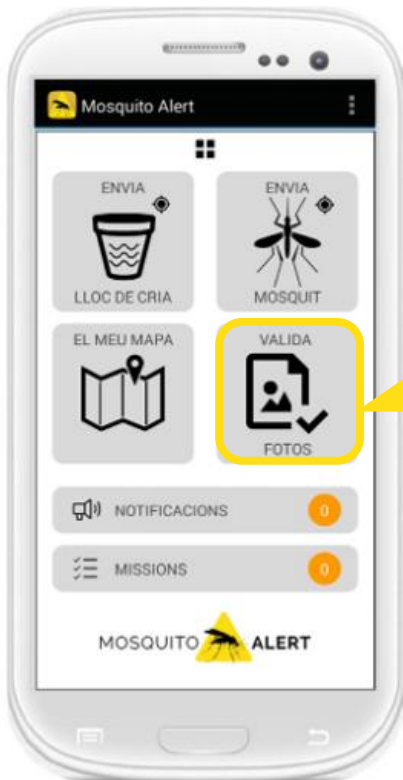 Mosquito Alert
ENVIA
LLOC DE CRIA
ENVIA
MOSQUIT
EL MEU MAPA
VALIDA
FOTOS
NOTIFICACIONS 0
MISSIONS 0
MOSQUITO ALERT